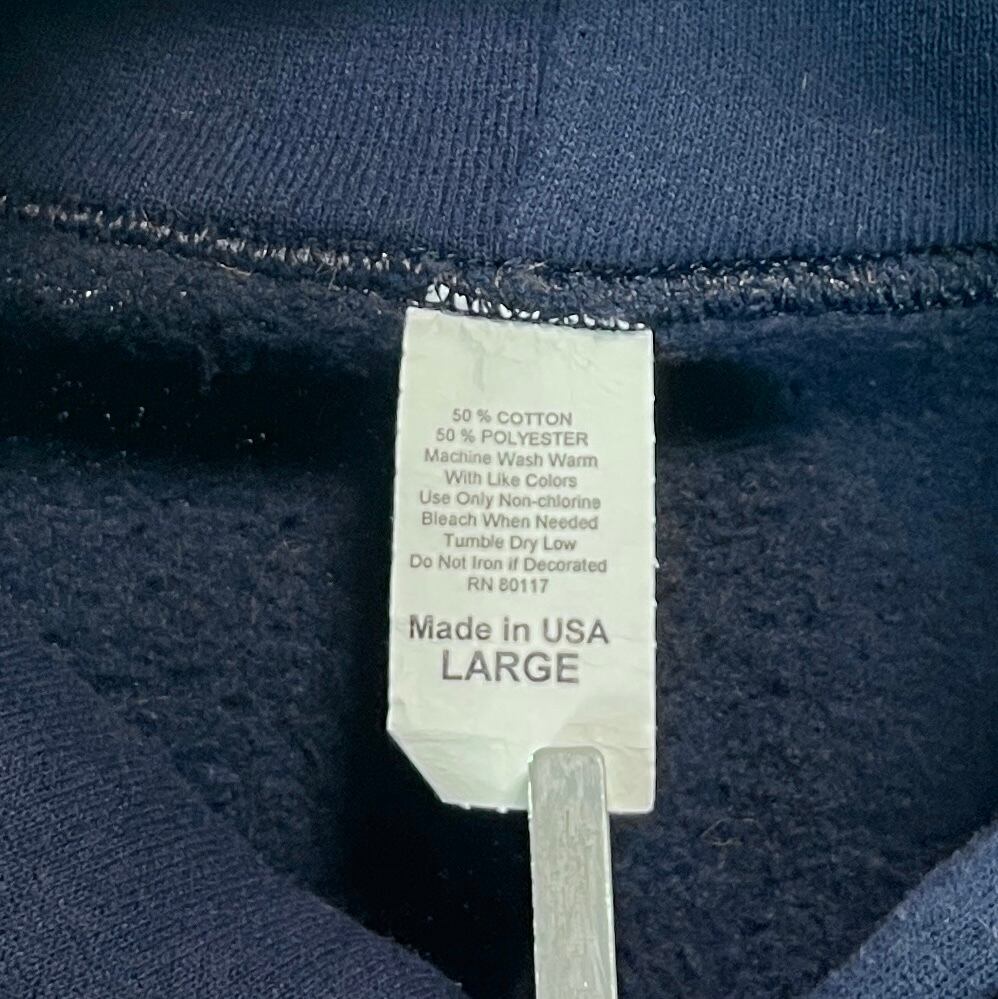 50 % COTTON
50 % POLYESTER
Machine Wash Warm
With Like Colors
Use Only Non-chlorine
Bleach When Needed
Tumble Dry Low
Do Not Iron if Decorated
RN 80117
Made in USA
LARGE